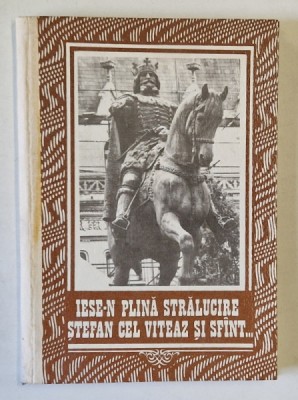 IESE-N PLINĂ STRĂLUCIRE
ȘTEFAN CEL VITEAZ ȘI SFÎNT...